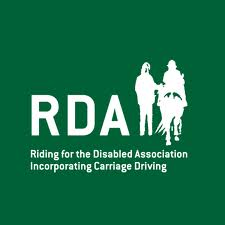 RDA
Riding for the Disabled Association
Incorporating Carriage Driving